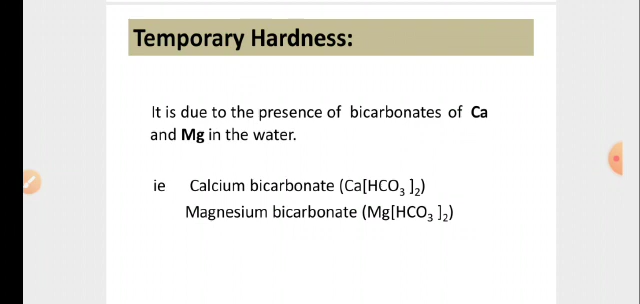 Temporary Hardness:
It is due to the presence of bicarbonates of Ca
and Mg in the water.
ie Calcium bicarbonate (Ca[HCO₃ ]₂)
Magnesium bicarbonate (Mg[HCO₃ ]₂)